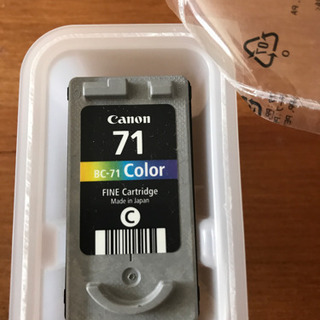 Canon
71
BC-71 Color
FINE Cartridge
Made in Japan
C